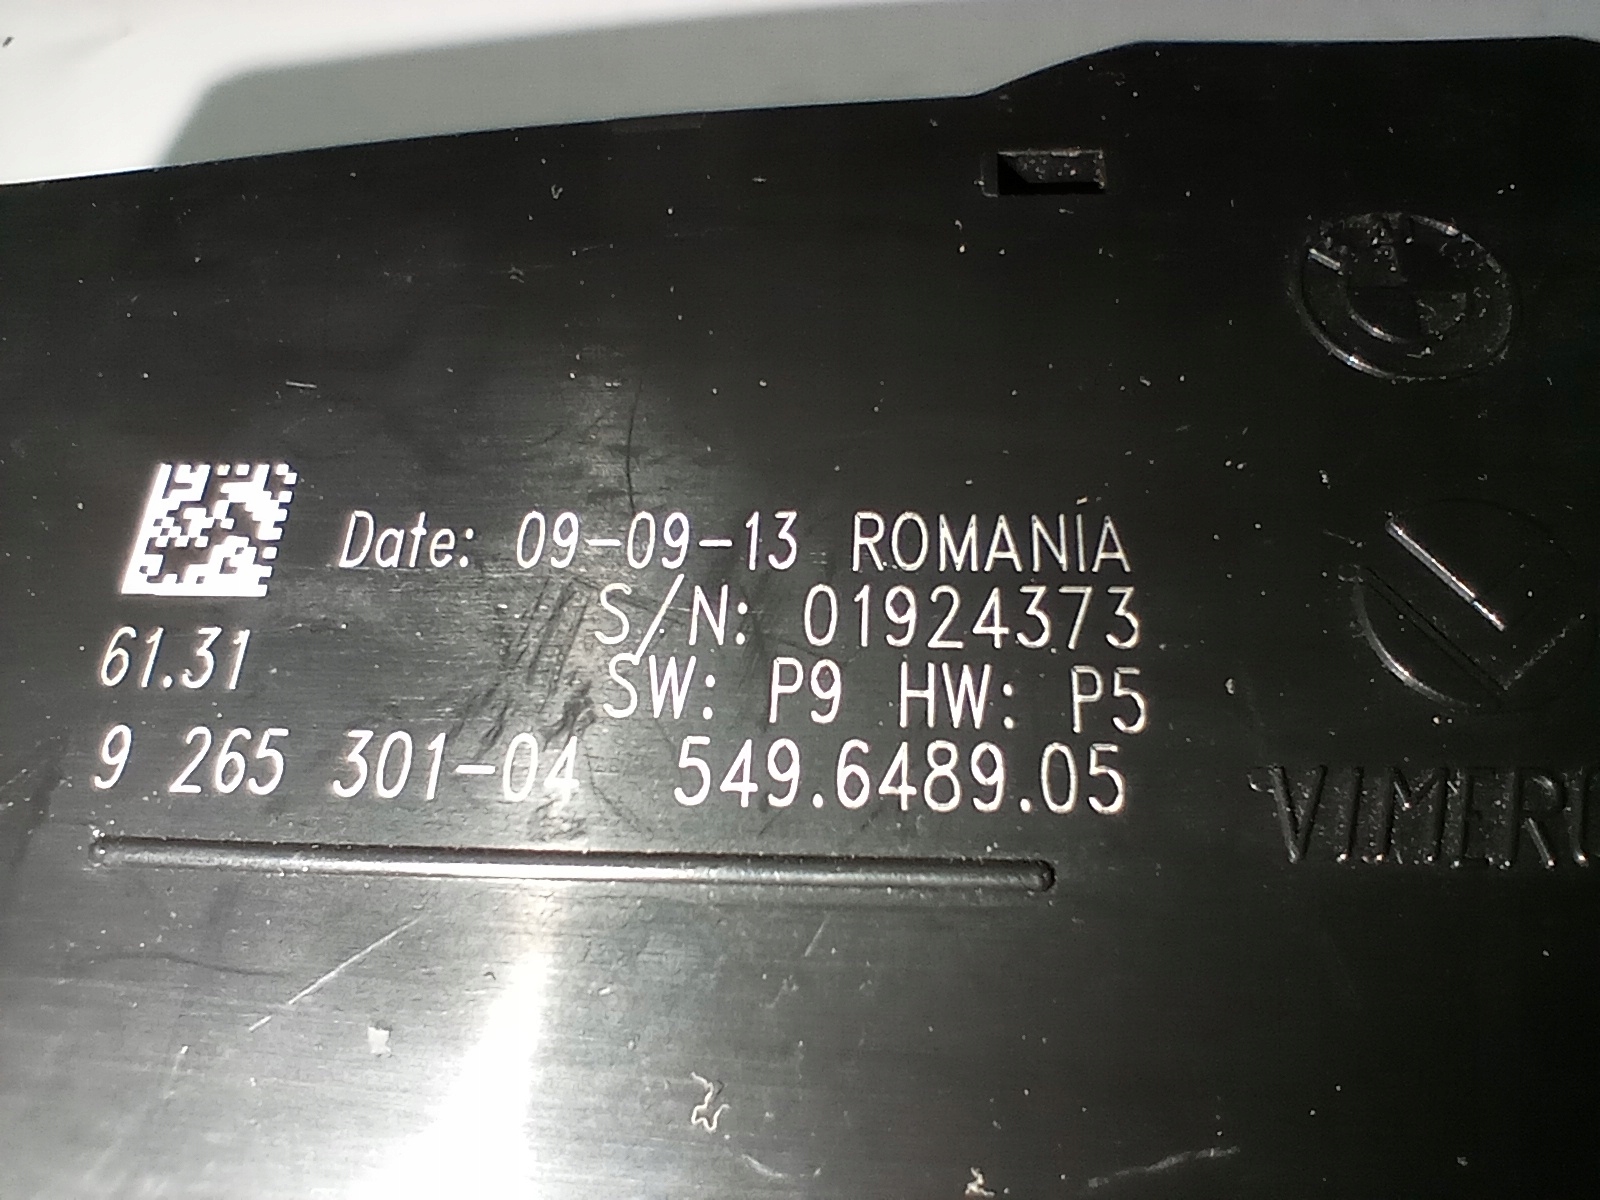 Date: 09-09-13 ROMANIA
S/N: 01924373
61.31
SW: P9 HW: P5
9 265 301-04 549.6489.05